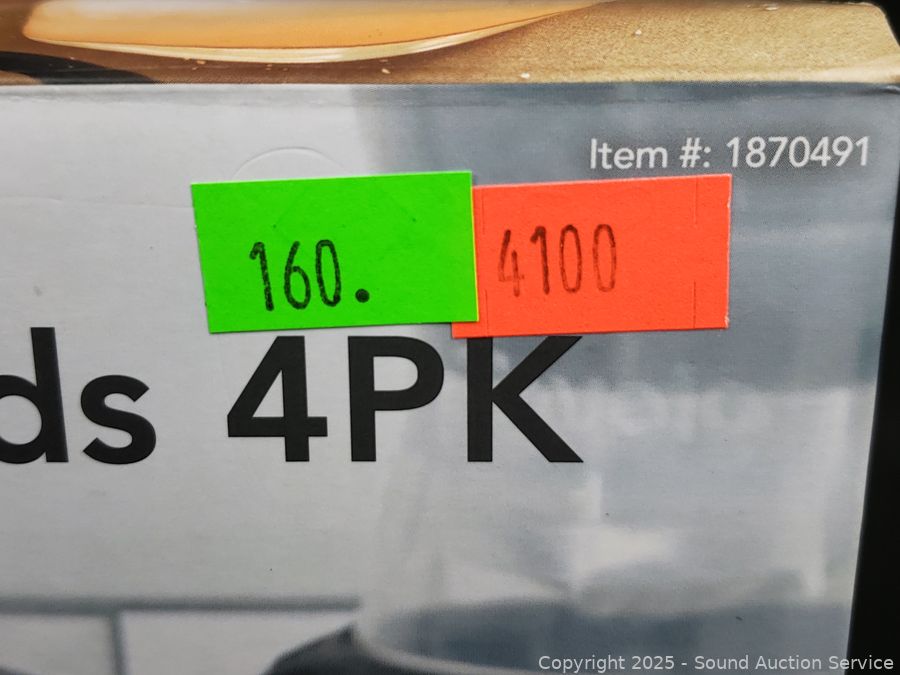 Item #: 1870491
160.
4100
ds 4PK
Copyright 2025 - Sound Auction Service